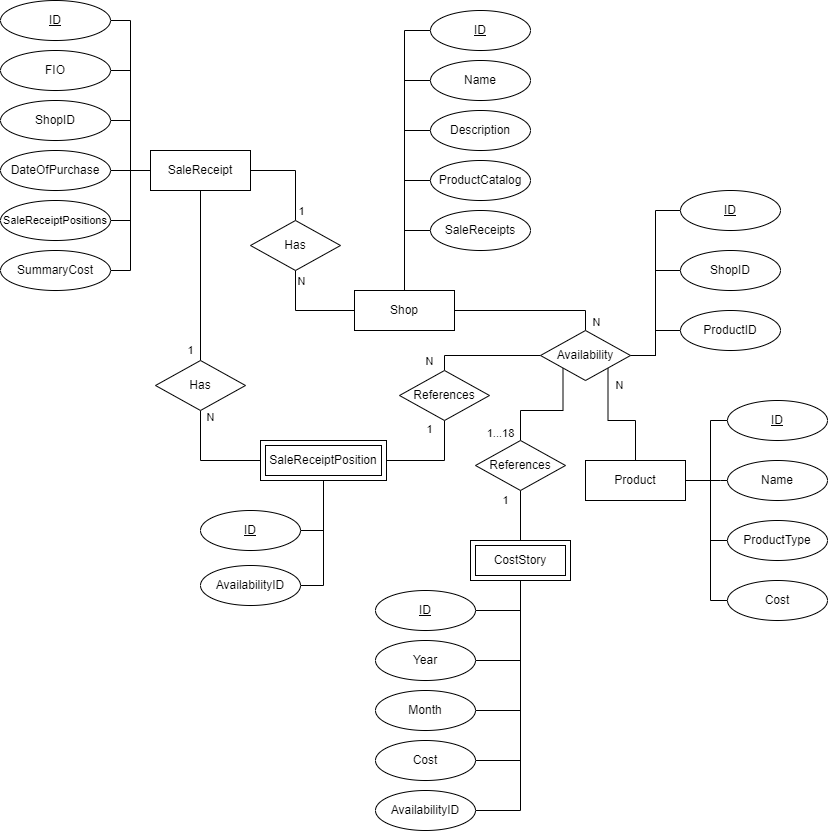 ID
FIO
ShopID
DateOfPurchase
SaleReceiptPositions
SummaryCost
SaleReceipt
1
Has
N
ID
Name
Description
ProductCatalog
SaleReceipts
Shop
N
Availability
N
ID
ShopID
ProductID
1
Has
N
N
References
1
SaleReceiptPosition
ID
AvailabilityID
1...18
References
1
CostStory
ID
Year
Month
Cost
AvailabilityID
Product
ID
Name
ProductType
Cost